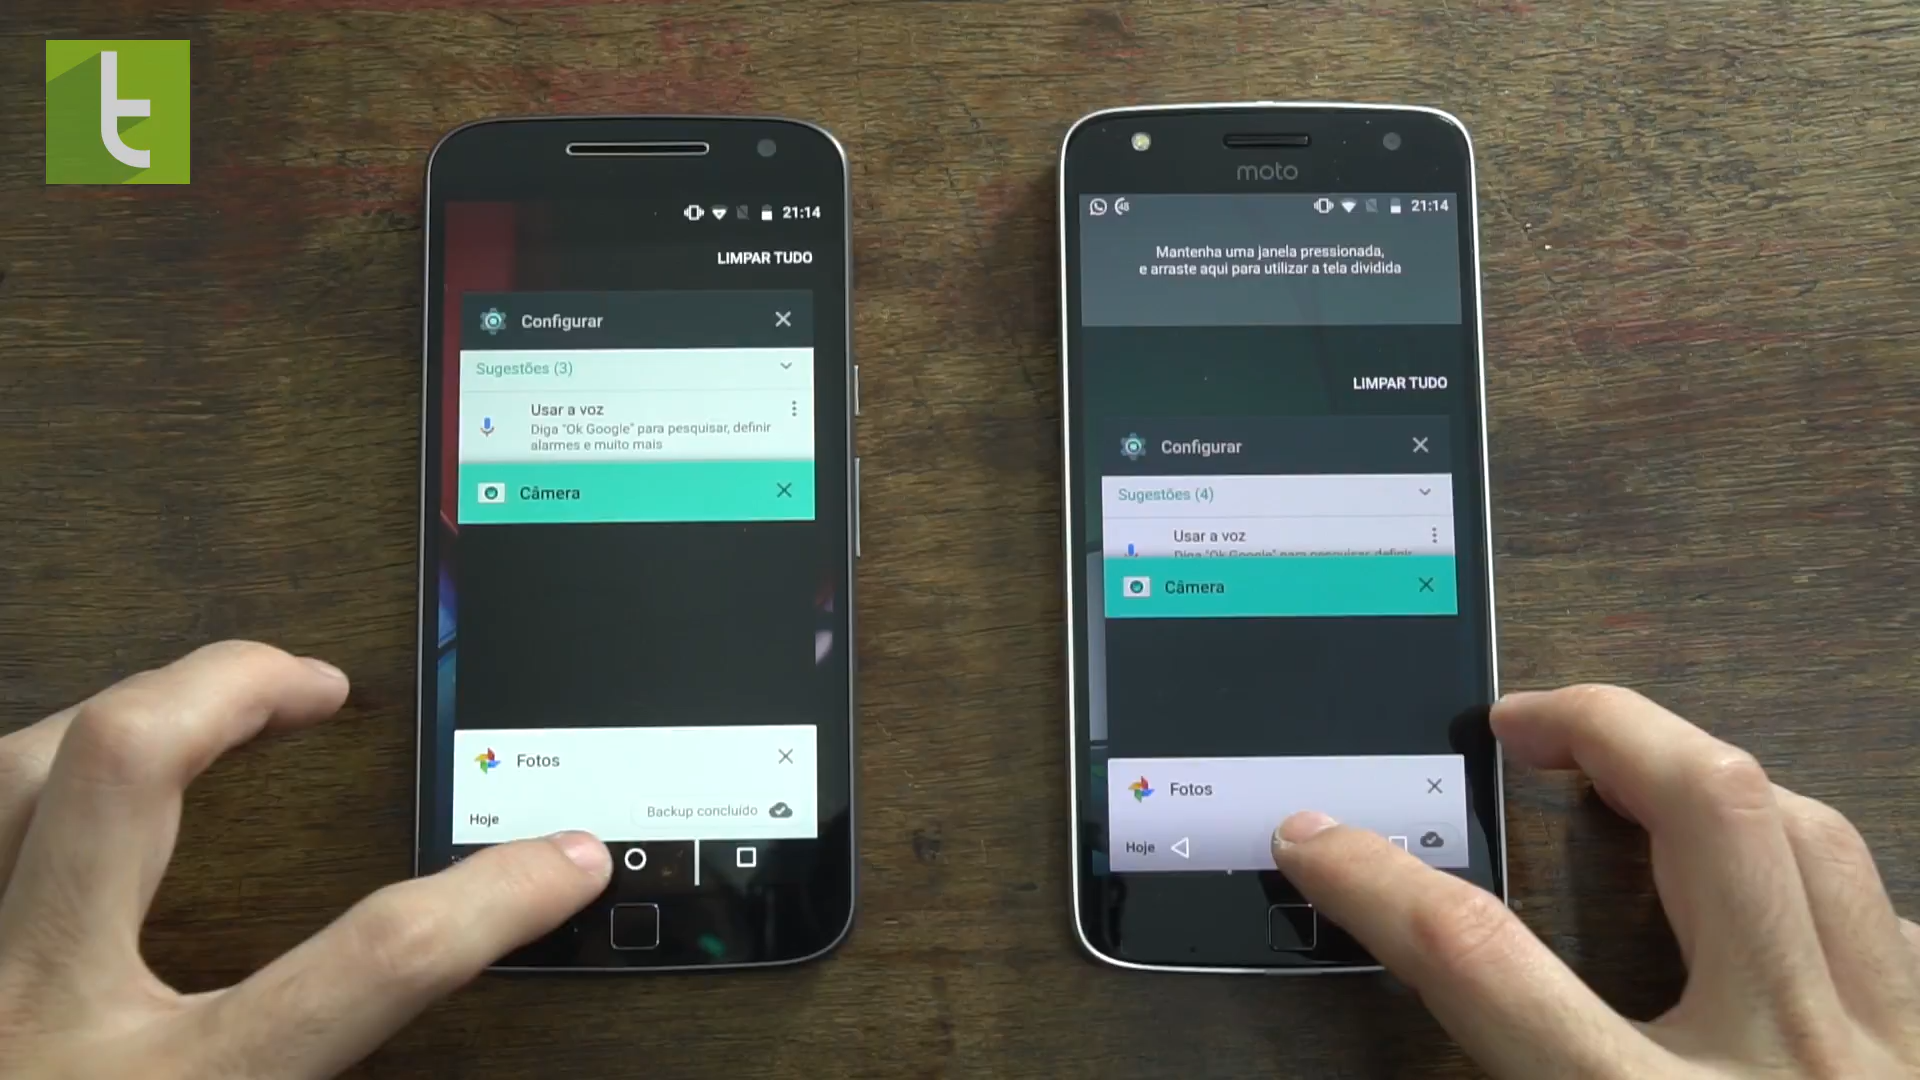 t
21:14
LIMPAR TUDO
Configurar
Sugestões (3)
Usar a voz
Diga "Ok Google" para pesquisar, definir
alarmes e muito mais
Câmera
Fotos
Hoje
Backup concluído
moto
48
21:14
Mantenha uma janela pressionada,
e arraste aqui para utilizar a tela dividida
LIMPAR TUDO
Configurar
Sugestões (4)
Usar a voz
Diga "Ok Google" para pesquisar, definir
Câmera
Fotos
Hoje